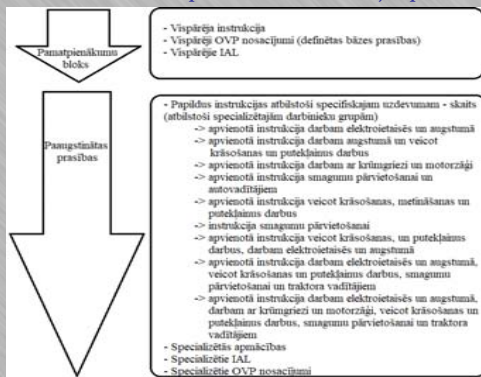 Pamatpienākumu
bloks
- Vispārēja instrukcija
- Vispārēji OVP nosacījumi (definētas bāzes prasības)
- Vispārējie IAL
Paaugstinātas
prasības
- Papildus instrukcijas atbilstoši specifiskajam uzdevumam - skaits
(atbilstoši specializētajām darbinieku grupām)
-> apvienotā instrukcija darbam elektroietaisēs un augstumā
-> apvienotā instrukcija darbam augstumā un veicot
krāsošanas un putekļainus darbus
-> apvienotā instrukcija darbam ar krūmgriezi un motorzāģi
-> apvienotā instrukcija smagumu pārvietošanai un
autovadītājiem
-> apvienotā instrukcija veicot krāsošanas, metināšanas un
putekļainus darbus
-> instrukcija smagumu pārvietošanai
-> apvienotā instrukcija veicot krāsošanas, un putekļainus
darbus, darbam elektroietaisēs un augstumā
-> apvienotā instrukcija darbam elektroietaisēs un augstumā,
veicot krāsošanas un putekļainus darbus, smagumu
pārvietošanai un traktora vadītājiem
-> apvienotā instrukcija darbam elektroietaisēs un augstumā,
darbam ar krūmgriezi un motorzāģi, veicot krāsošanas un
putekļainus darbus, smagumu pārvietošanai un traktora
vadītājiem
- Specializētās apmācības
- Specializētie IAL
- Specializētie OVP nosacījumi